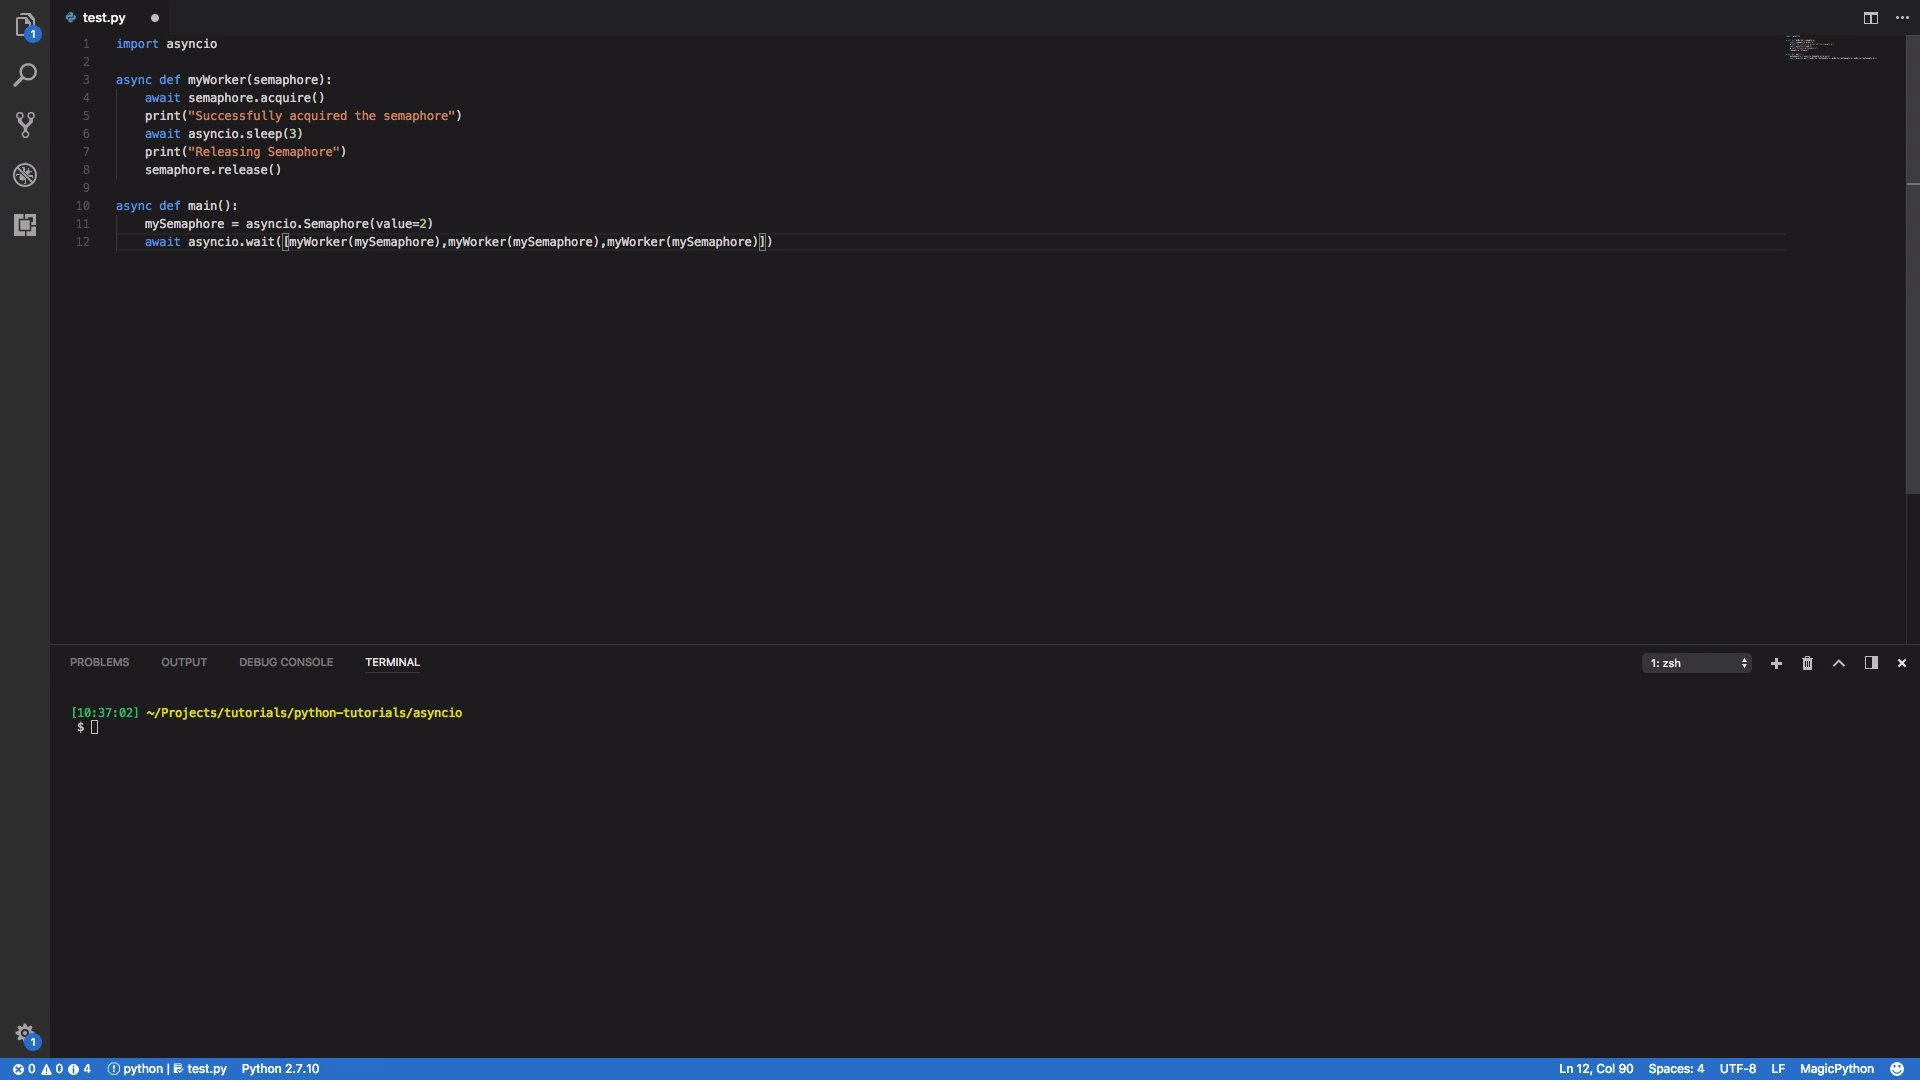 1
test.py
1 import asyncio
2
3 async def myWorker(semaphore):
4 await semaphore.acquire()
5 print("Successfully acquired the semaphore")
6 await asyncio.sleep(3)
7 print("Releasing Semaphore")
8 semaphore.release()
9
10 async def main():
11 mySemaphore = asyncio.Semaphore(value=2)
12 await asyncio.wait([myWorker(mySemaphore),myWorker(mySemaphore),myWorker(mySemaphore)])
PROBLEMS OUTPUT DEBUG CONSOLE TERMINAL 1: zsh
[10:37:02] ~/Projects/tutorials/python-tutorials/asyncio
$
1
0 0 4 python | test.py Python 2.7.10 Ln 12, Col 90 Spaces: 4 UTF-8 LF MagicPython